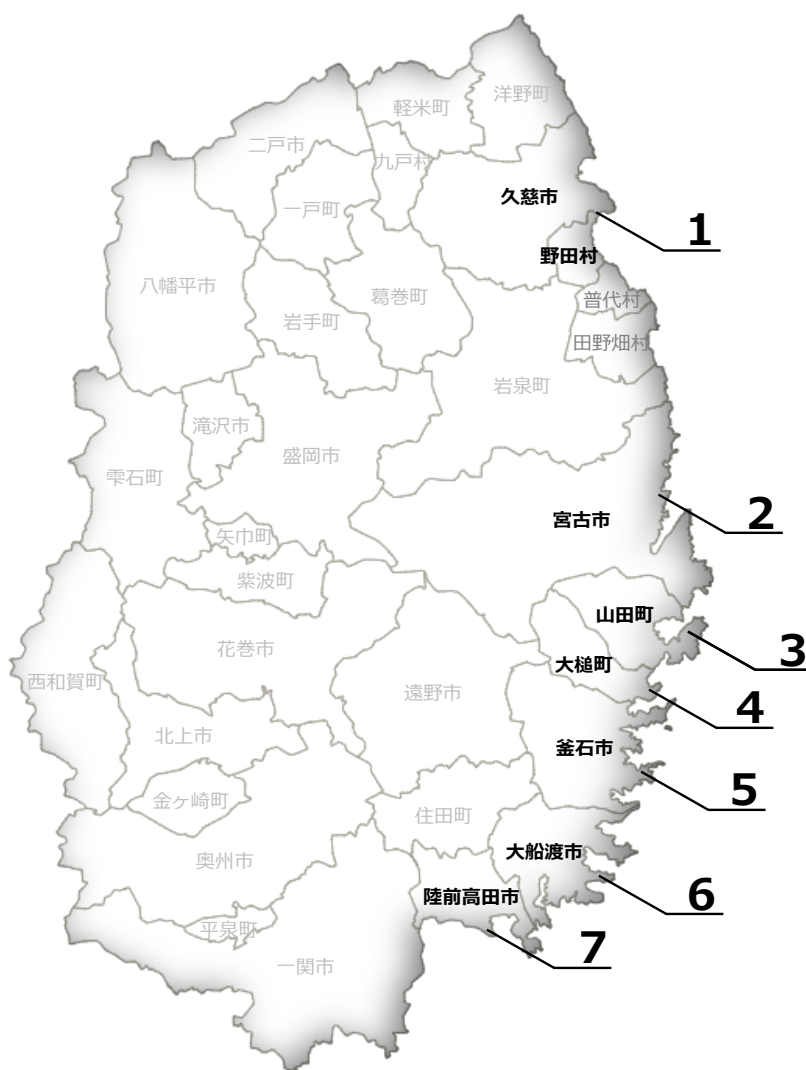 洋野町
軽米町
二戸市
九戸村
一戸町
久慈市
1
野田村
八幡平市
葛巻町
普代村
岩手町
田野畑村
岩泉町
滝沢市
盛岡市
雫石町
2
宮古市
矢巾町
紫波町
山田町
花巻市
3
大槌町
西和賀町
遠野市
4
北上市
釜石市
5
金ヶ崎町
住田町
大船渡市
奥州市
6
陸前高田市
平泉町
7
一関市